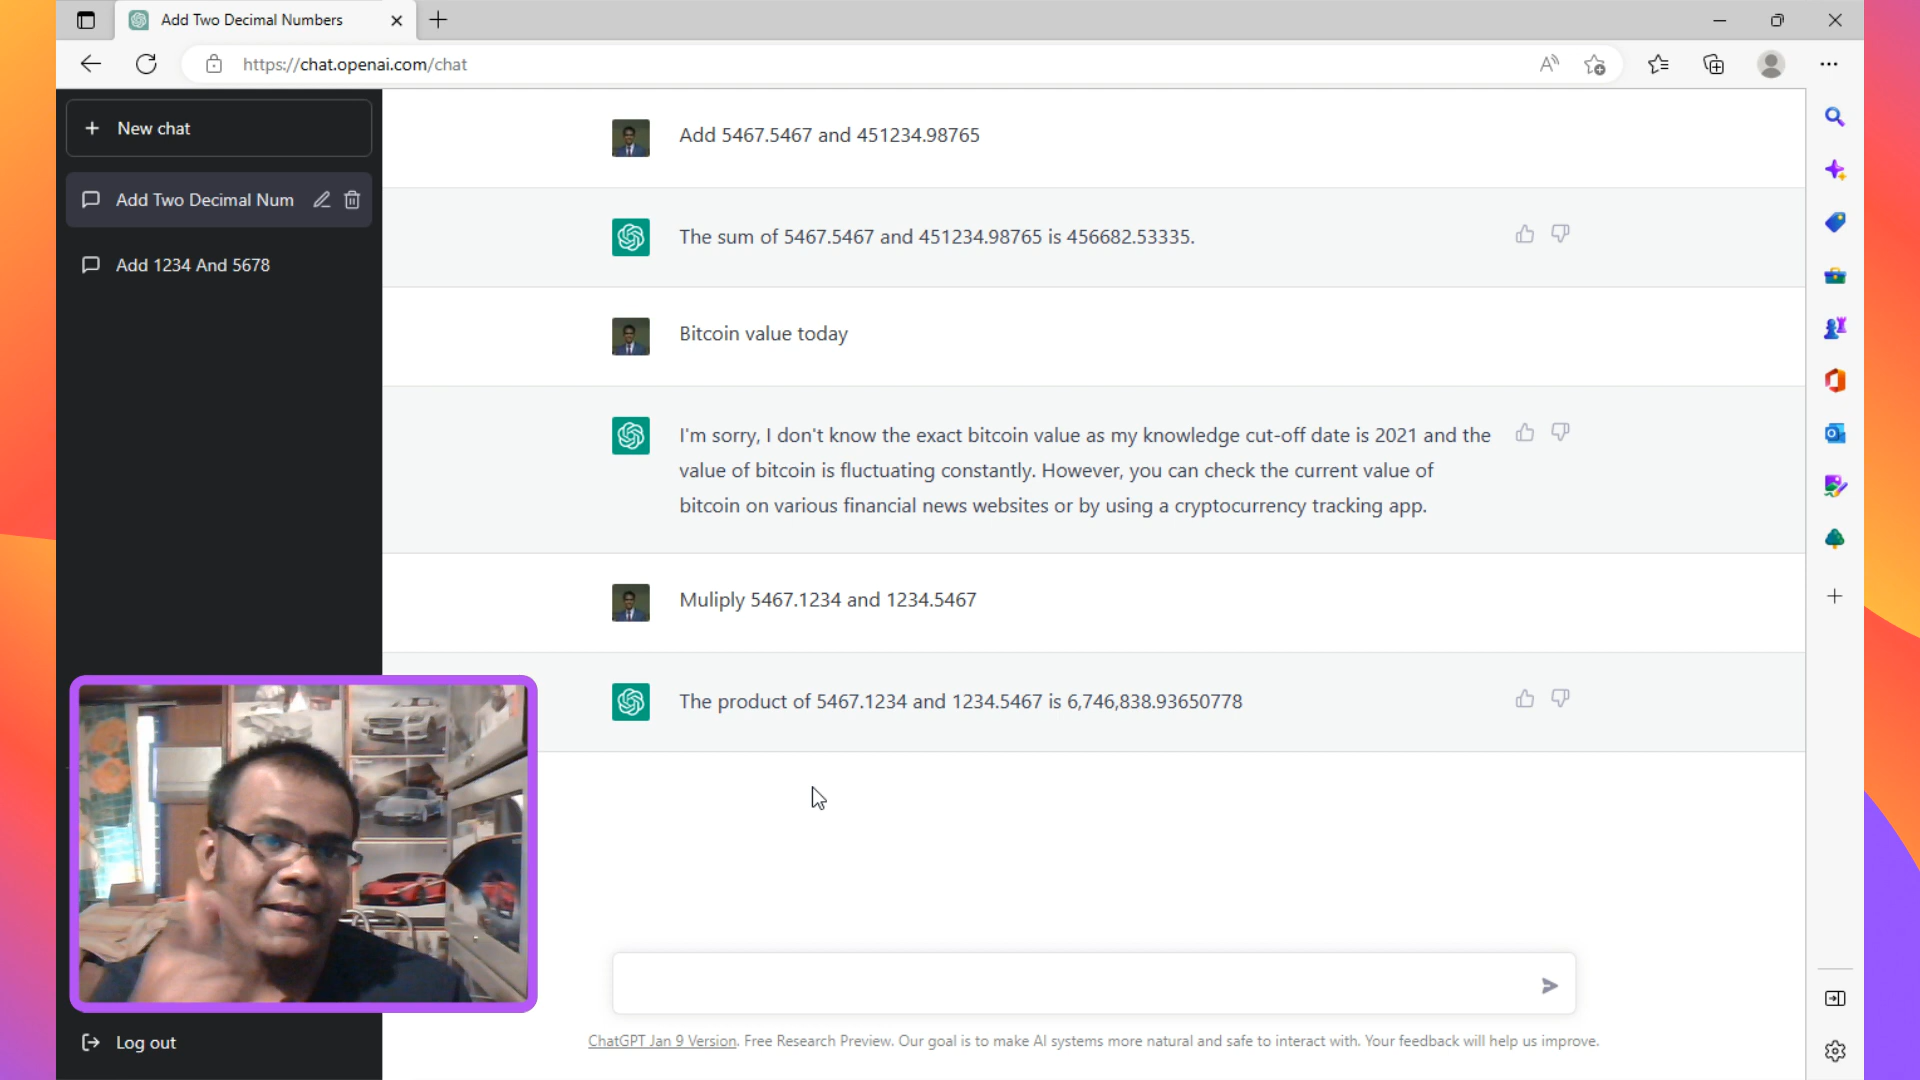 Add Two Decimal Numbers
https://chat.openai.com/chat
New chat
Add Two Decimal Num
Add 1234 And 5678
Add 5467.5467 and 451234.98765
The sum of 5467.5467 and 451234.98765 is 456682.53335.
Bitcoin value today
I'm sorry, I don't know the exact bitcoin value as my knowledge cut-off date is 2021 and the
value of bitcoin is fluctuating constantly. However, you can check the current value of
bitcoin on various financial news websites or by using a cryptocurrency tracking app.
Muliply 5467.1234 and 1234.5467
The product of 5467.1234 and 1234.5467 is 6,746,838.93650778
Log out
ChatGPT Jan 9 Version. Free Research Preview. Our goal is to make AI systems more natural and safe to interact with. Your feedback will help us improve.